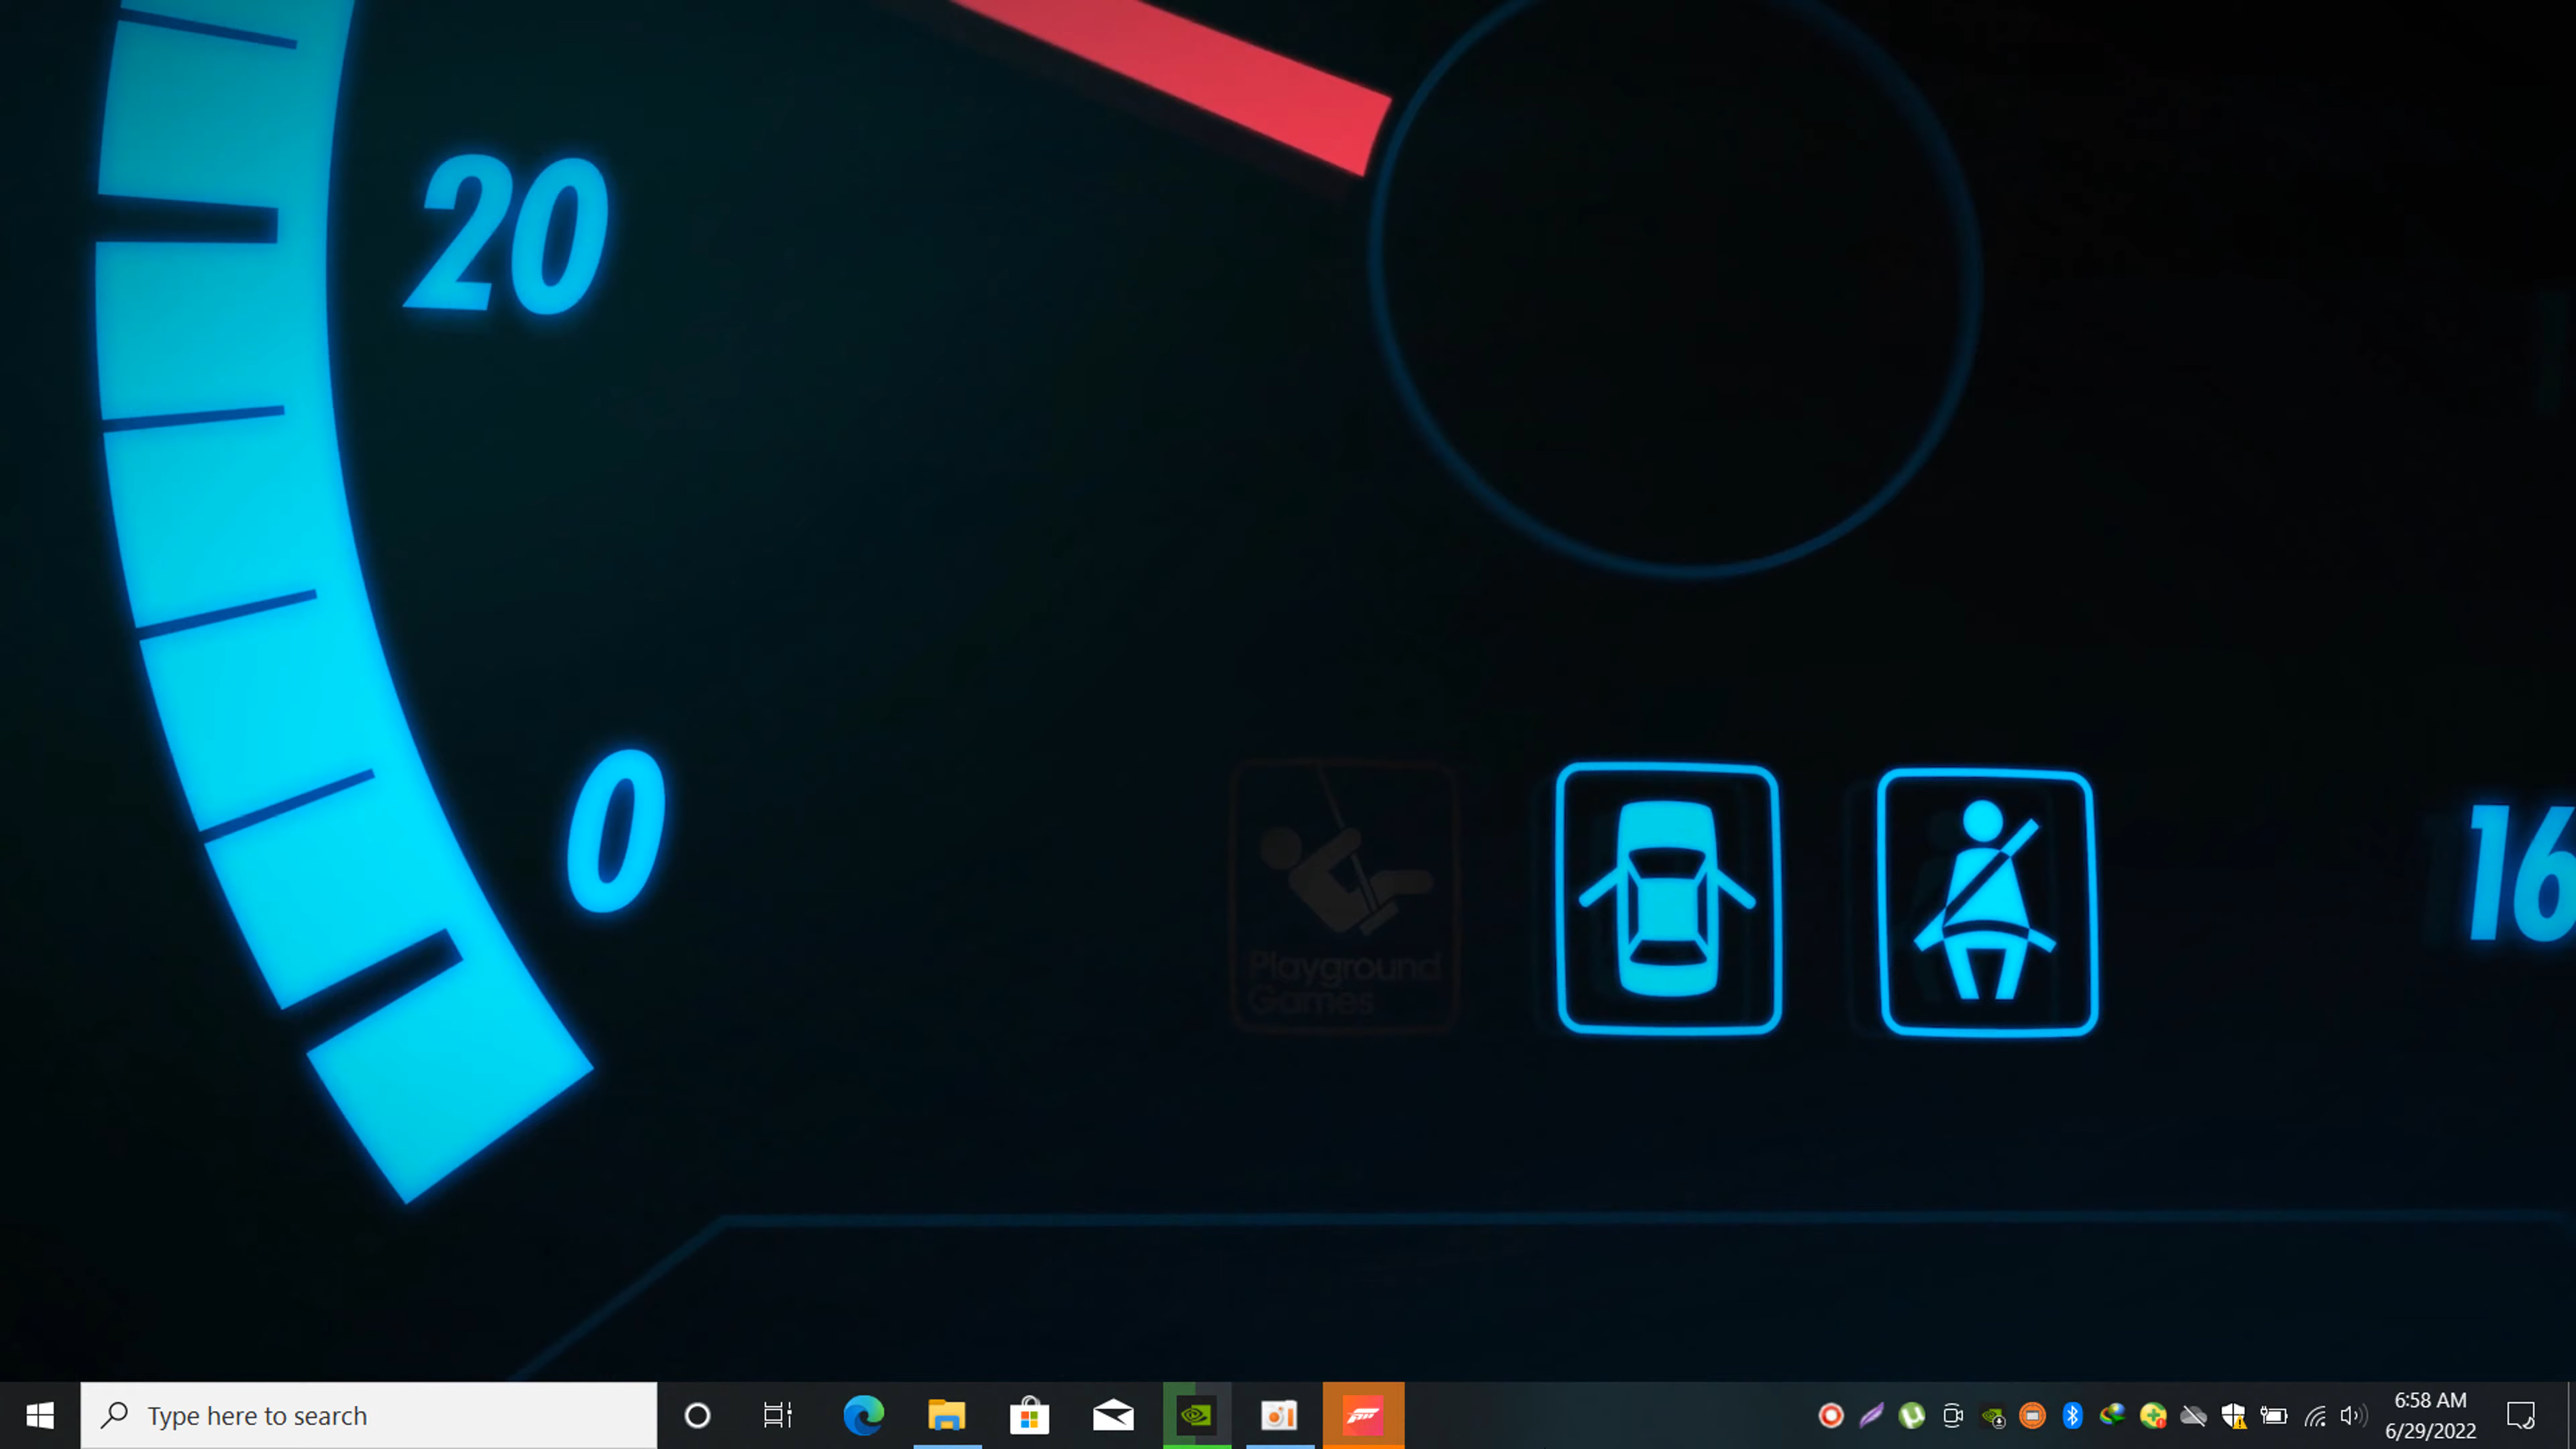 20
0
Playground
Games
16
Type here to search
6:58 AM
6/29/2022